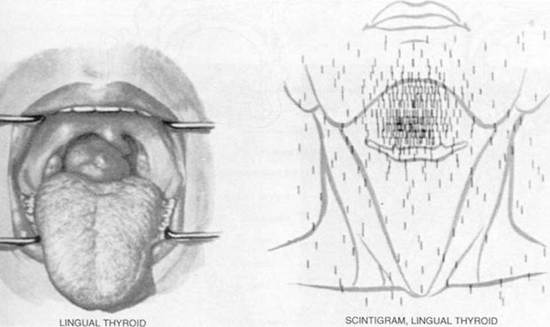 LINGUAL THYROID
SCINTIGRAM, LINGUAL THYROID